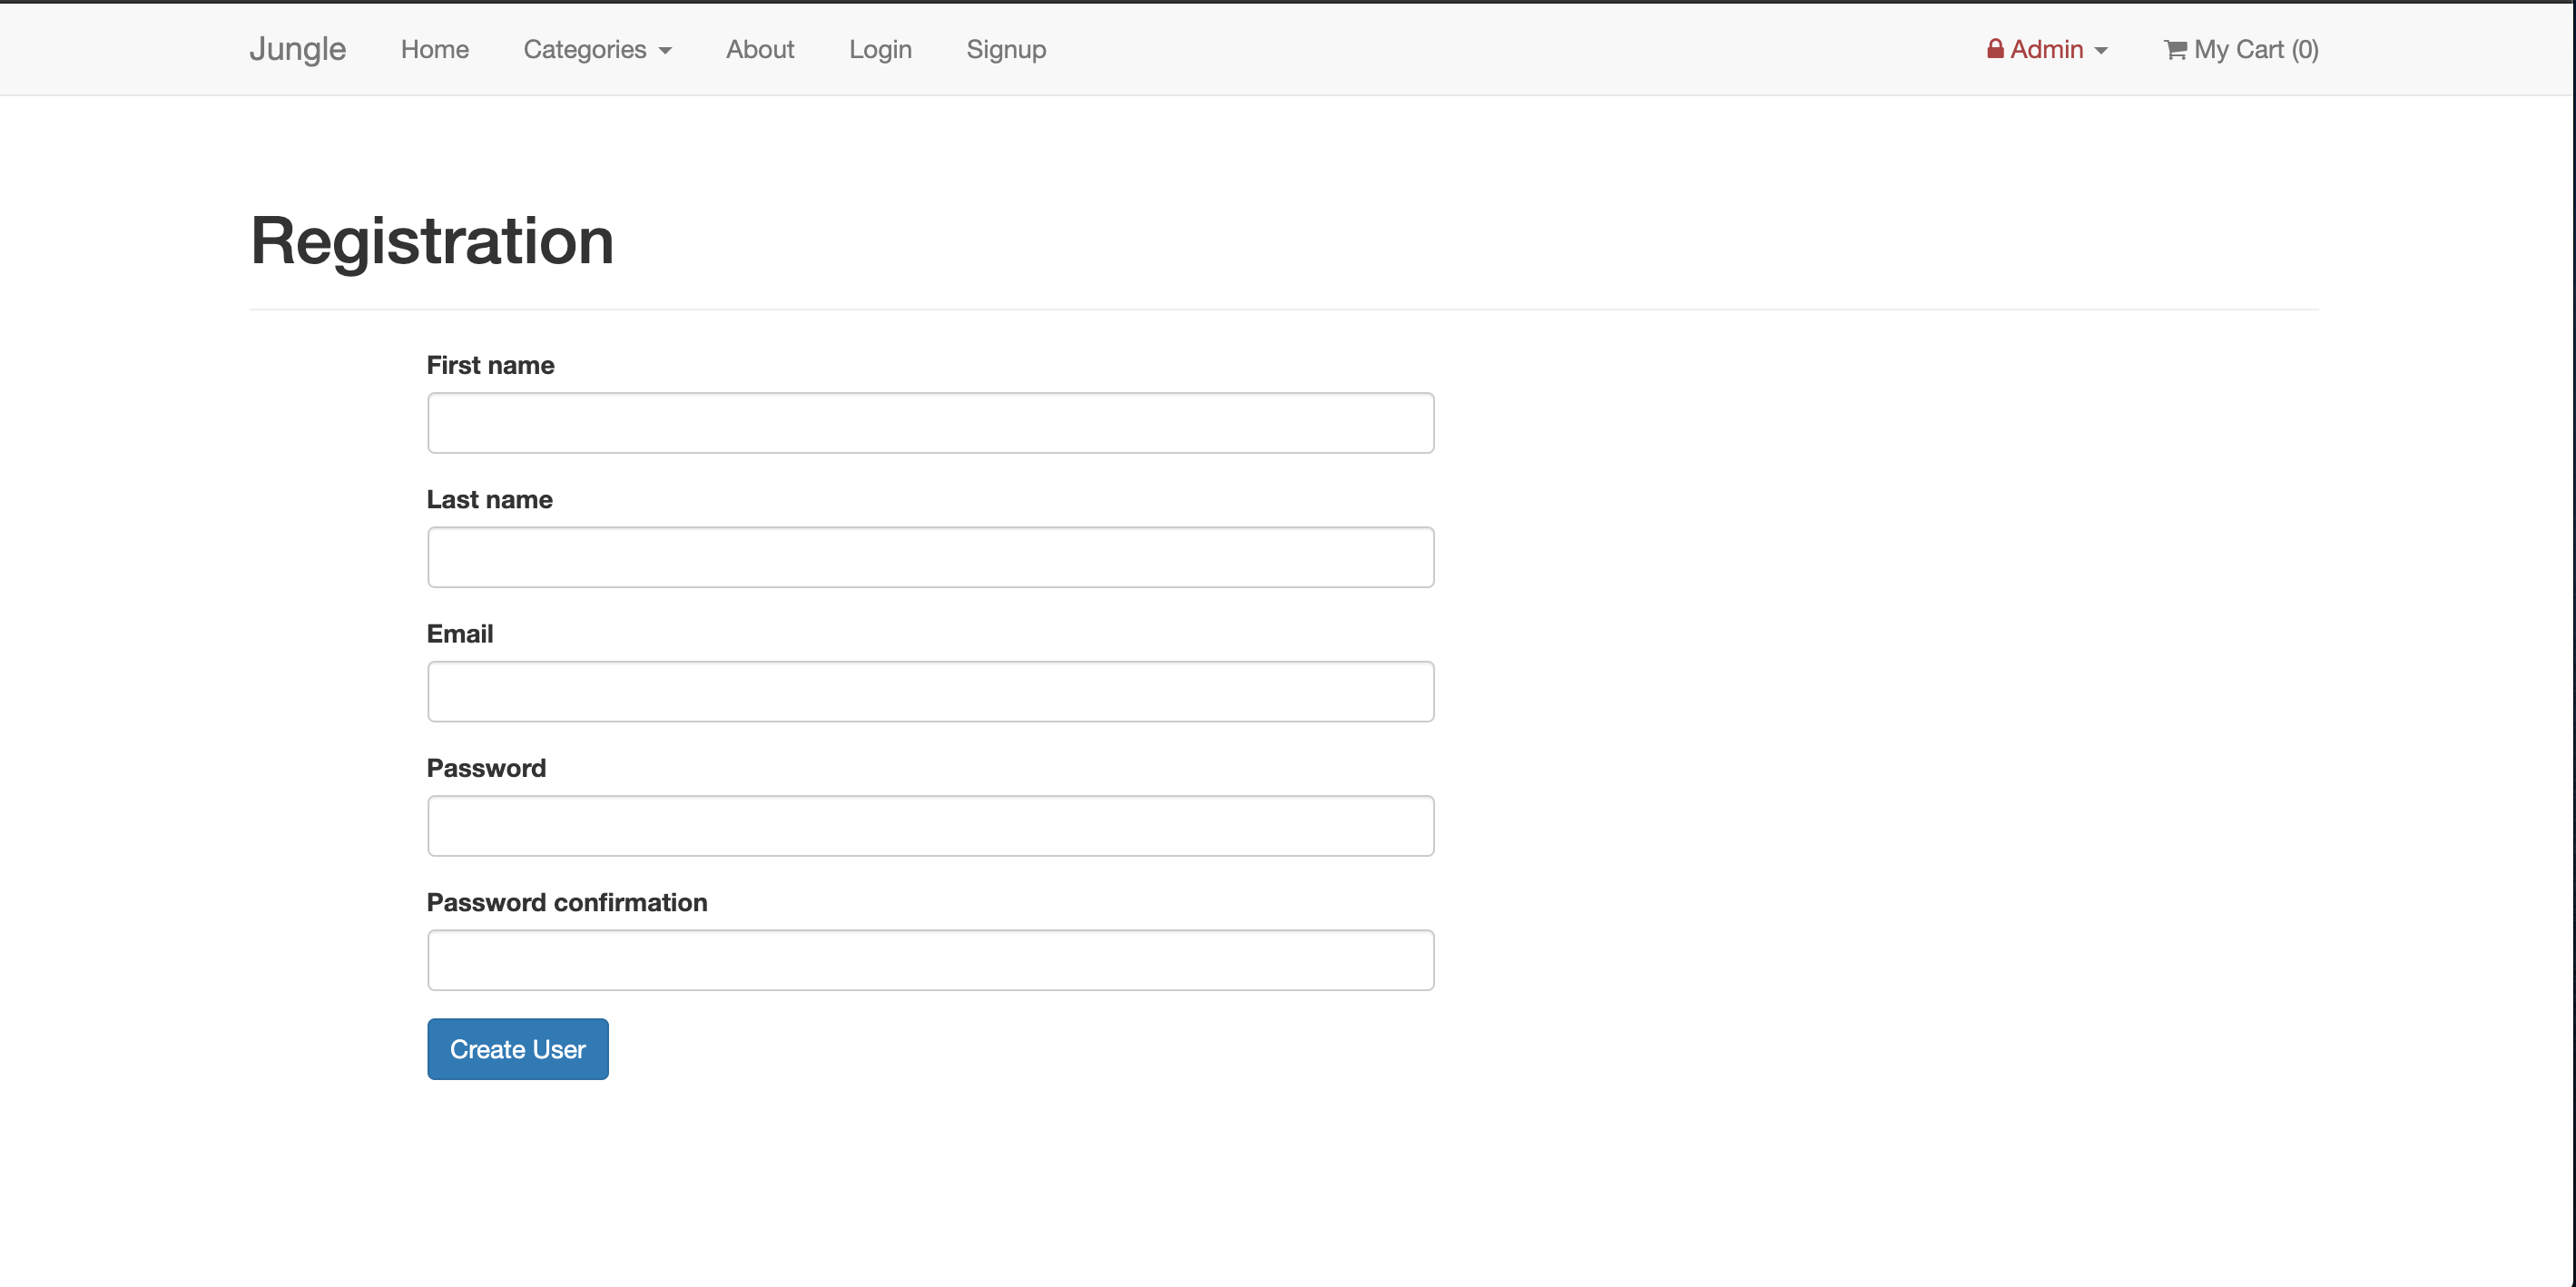 Jungle Home Categories About Login Signup Admin My Cart (0)
Registration
First name
Last name
Email
Password
Password confirmation
Create User